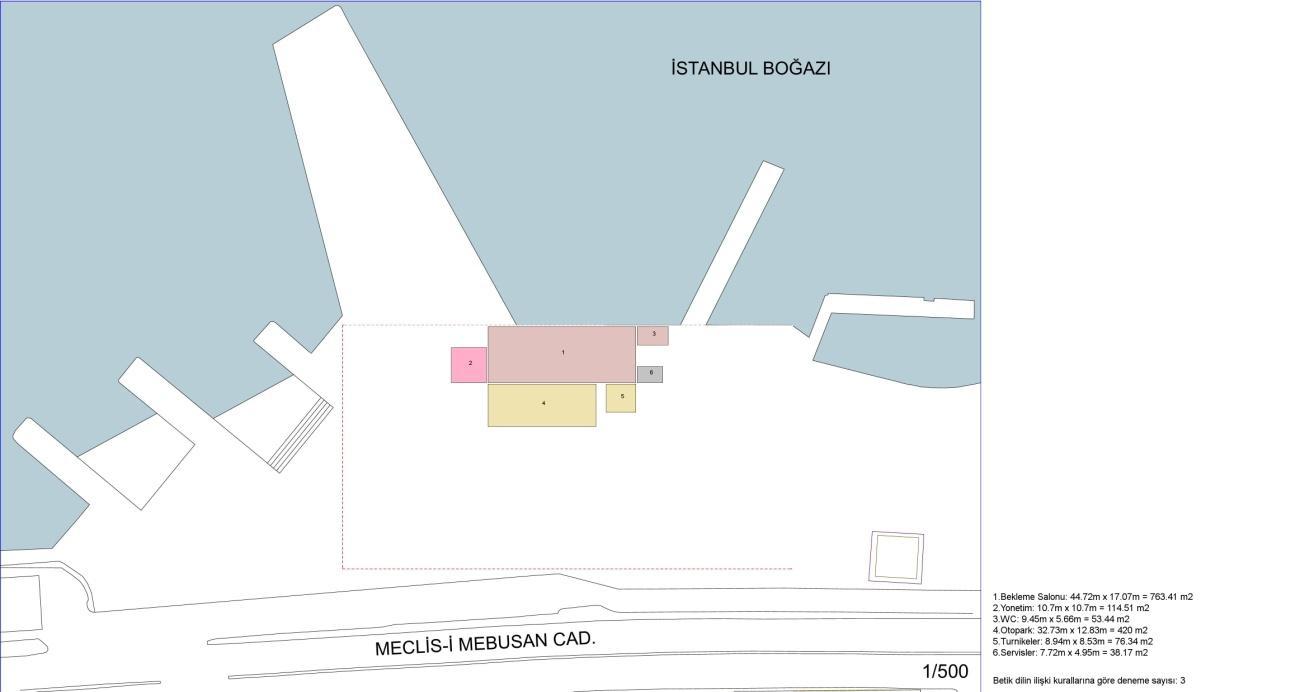 İSTANBUL BOĞAZI
3
1
2
6
5
4
1.Bekleme Salonu: 44.72m x 17.07m = 763.41 m2
2.Yonetim: 10.7m x 10.7m = 114.51 m2
3.WC: 9.45m x 5.66m = 53.44 m2
4.Otopark: 32.73m x 12.83m = 420 m2
5.Turnikeler: 8.94m x 8.53m = 76.34 m2
6.Servisler: 7.72m x 4.95m = 38.17 m2
MECLİS-İ MEBUSAN CAD.
1/500
Betik dilin ilişki kurallarına göre deneme sayısı: 3